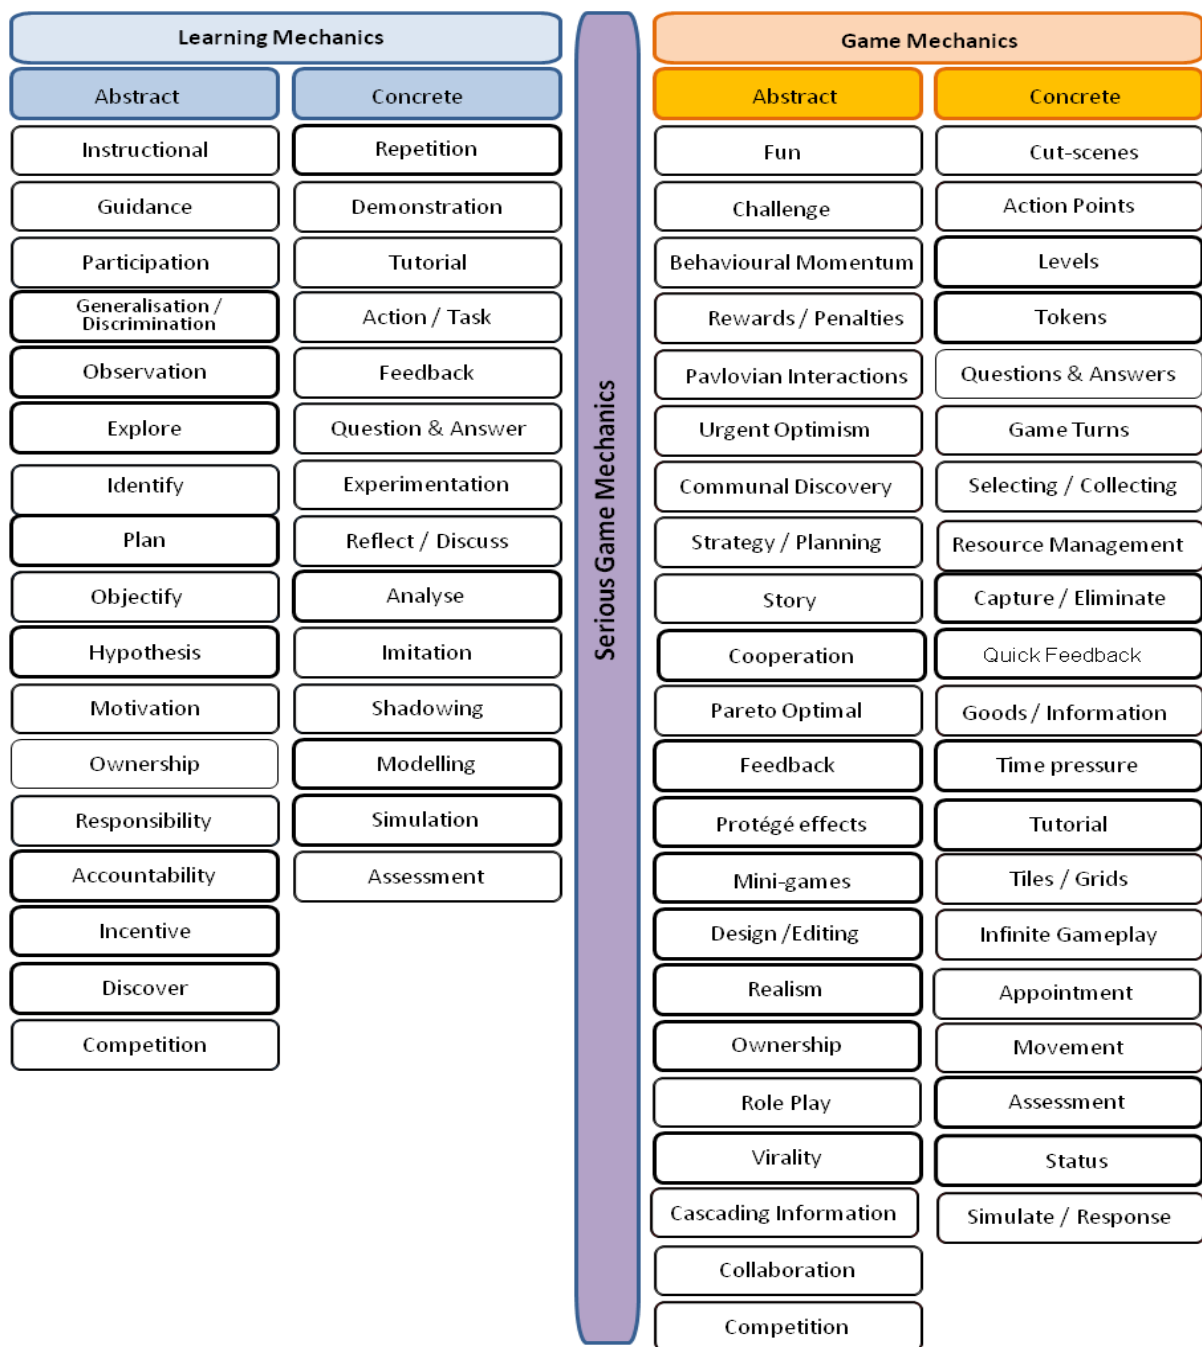 Learning Mechanics
Abstract
Instructional
Guidance
Participation
Generalisation /
Discrimination
Observation
Explore
Identify
Plan
Objectify
Hypothesis
Motivation
Ownership
Responsibility
Accountability
Incentive
Discover
Competition
Concrete
Repetition
Demonstration
Tutorial
Action / Task
Feedback
Question & Answer
Experimentation
Reflect / Discuss
Analyse
Imitation
Shadowing
Modelling
Simulation
Assessment
Serious Game Mechanics
Game Mechanics
Abstract
Fun
Challenge
Behavioural Momentum
Rewards / Penalties
Pavlovian Interactions
Urgent Optimism
Communal Discovery
Strategy / Planning
Story
Cooperation
Pareto Optimal
Feedback
Protégé effects
Mini-games
Design /Editing
Realism
Ownership
Role Play
Virality
Cascading Information
Collaboration
Competition
Concrete
Cut-scenes
Action Points
Levels
Tokens
Questions & Answers
Game Turns
Selecting / Collecting
Resource Management
Capture / Eliminate
Quick Feedback
Goods / Information
Time pressure
Tutorial
Tiles / Grids
Infinite Gameplay
Appointment
Movement
Assessment
Status
Simulate / Response